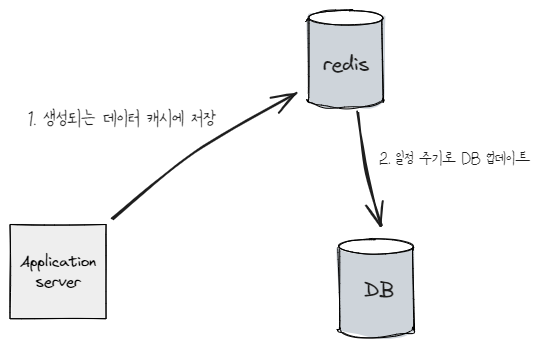 redis
1. 생성되는 데이터 캐시에 저장
2. 일정 주기로 DB 업데이트
Application
server
DB